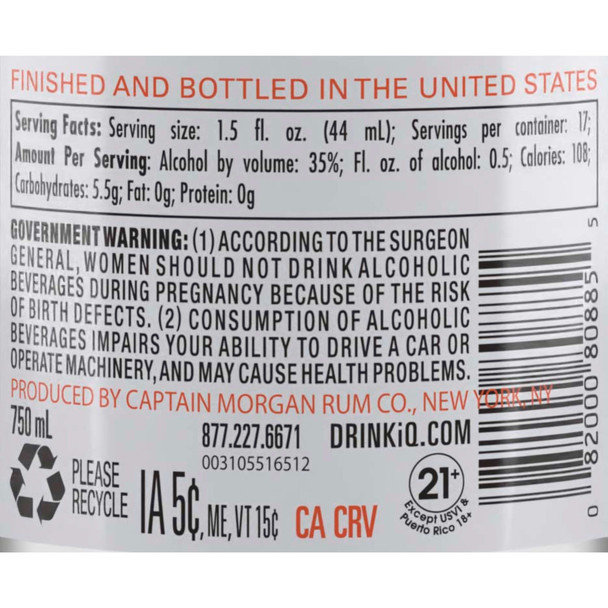 FINISHED AND BOTTLED IN THE UNITED STATES
Serving Facts: Serving size: 1.5 fl. oz. (44 mL); Servings per container: 17;
Amount Per Serving: Alcohol by volume: 35%; Fl. oz. of alcohol: 0.5; Calories: 108;
Carbohydrates: 5.5g; Fat: 0g; Protein: 0g
GOVERNMENT WARNING: (1) ACCORDING TO THE SURGEON
GENERAL, WOMEN SHOULD NOT DRINK ALCOHOLIC
BEVERAGES DURING PREGNANCY BECAUSE OF THE RISK
OF BIRTH DEFECTS. (2) CONSUMPTION OF ALCOHOLIC
BEVERAGES IMPAIRS YOUR ABILITY TO DRIVE A CAR OR
OPERATE MACHINERY, AND MAY CAUSE HEALTH PROBLEMS.
PRODUCED BY CAPTAIN MORGAN RUM CO., NEW YORK, NY
750 mL
877.227.6671 DRINKiQ.COM
003105516512
PLEASE
RECYCLE
IA 5¢, ME, VT 15¢ CA CRV
21+
Except USVI &
Puerto Rico 18+
0 82000 80885 5